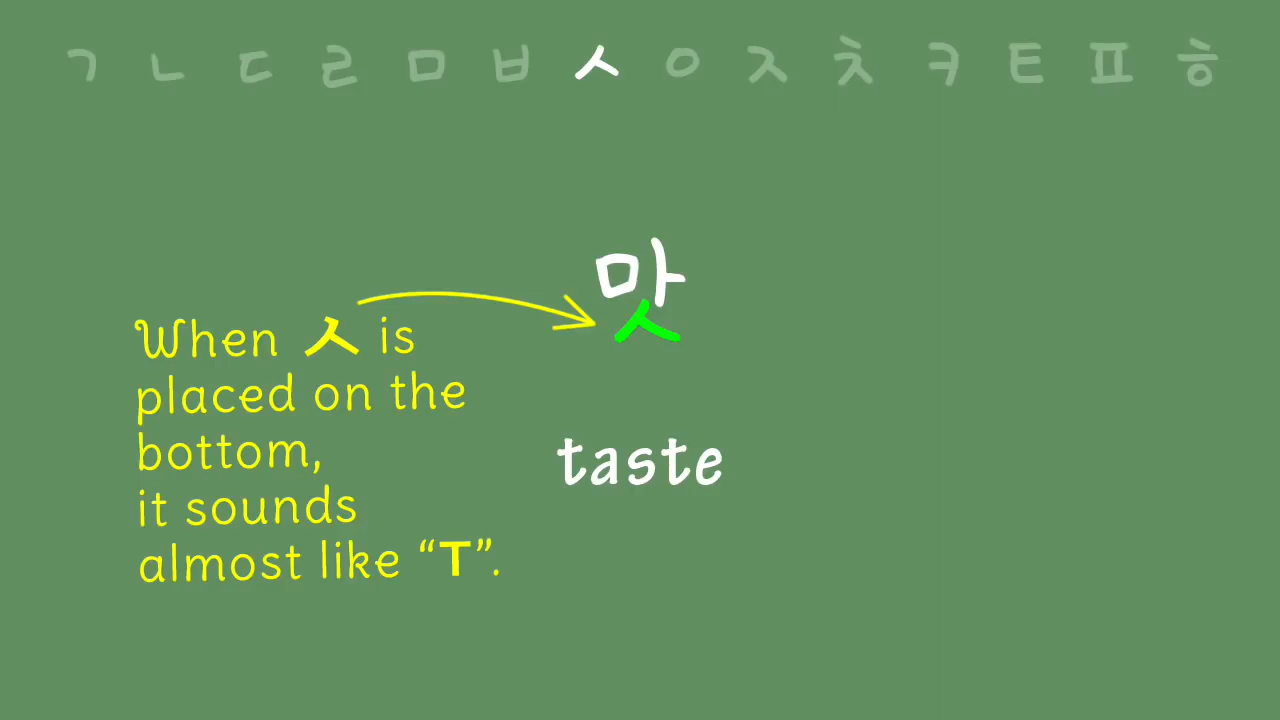 ㄱ ㄴ ㄷ ㄹ ㅁ ㅂ ㅅ ㅇ ㅈ ㅊ ㅋ ㅌ ㅍ ㅎ
맛
When ㅅ is
placed on the
bottom,
it sounds
almost like “T”.
taste